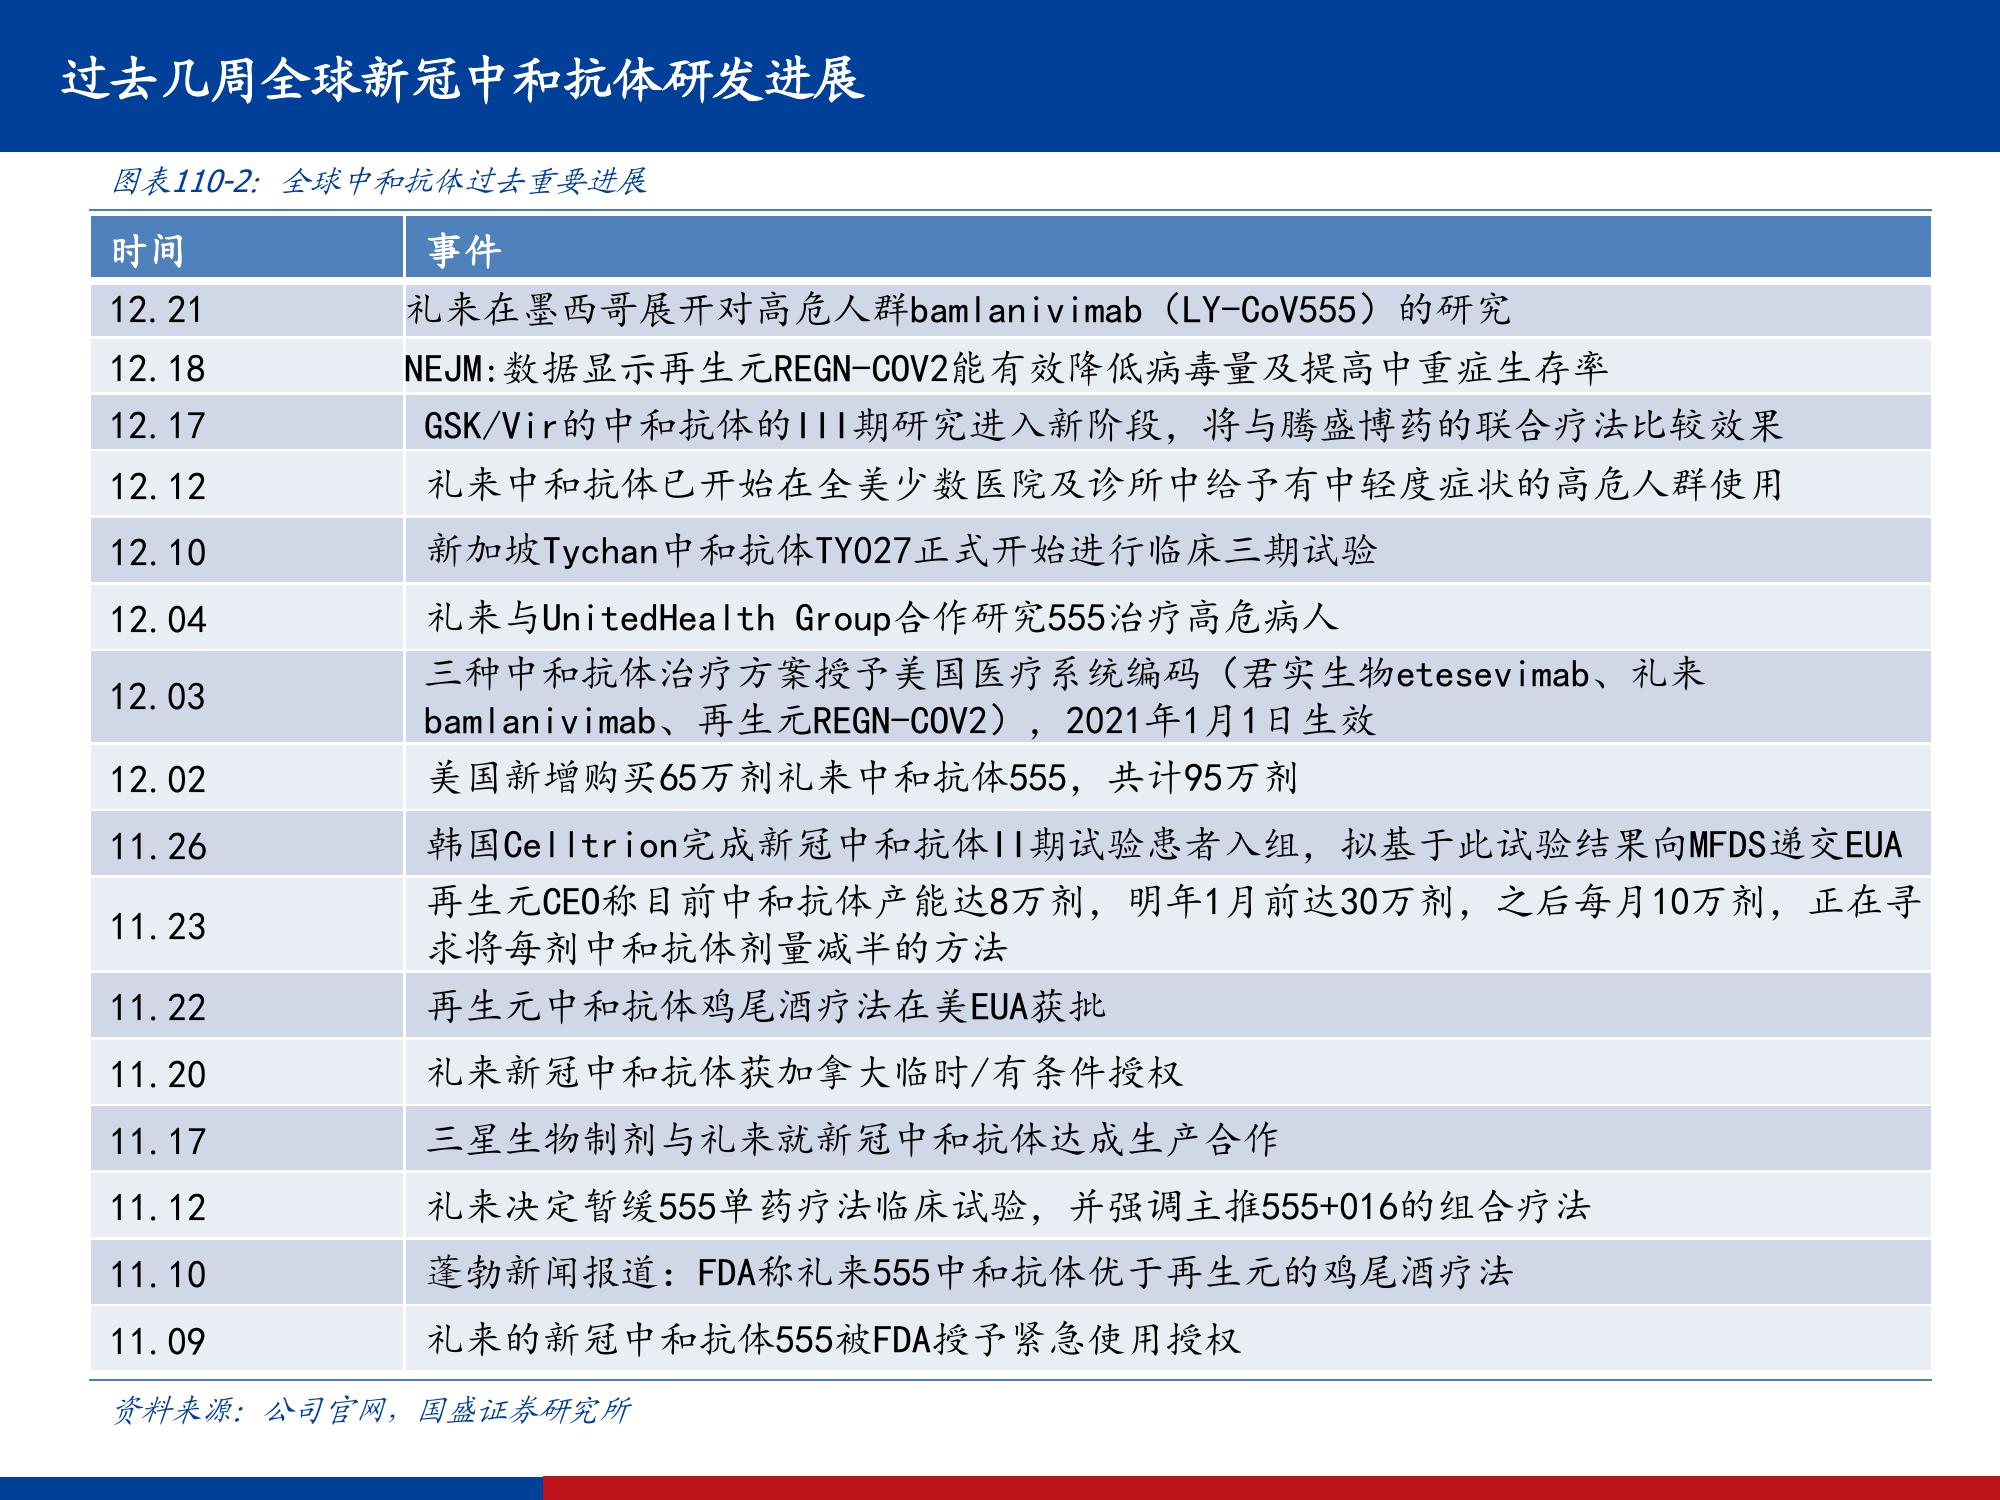 过去几周全球新冠中和抗体研发进展
图表110-2：全球中和抗体过去重要进展
时间 事件
12.21 礼来在墨西哥展开对高危人群bamlanivimab（LY-CoV555）的研究
12.18 NEJM:数据显示再生元REGN-COV2能有效降低病毒量及提高中重症生存率
12.17 GSK/Vir的中和抗体的III期研究进入新阶段，将与腾盛博药的联合疗法比较效果
12.12 礼来中和抗体已开始在全美少数医院及诊所中给予有中轻度症状的高危人群使用
12.10 新加坡Tychan中和抗体TY027正式开始进行临床三期试验
12.04 礼来与UnitedHealth Group合作研究555治疗高危病人
12.03 三种中和抗体治疗方案授予美国医疗系统编码（君实生物etesevimab、礼来
bamlanivimab、再生元REGN-COV2），2021年1月1日生效
12.02 美国新增购买65万剂礼来中和抗体555，共计95万剂
11.26 韩国Celltrion完成新冠中和抗体II期试验患者入组，拟基于此试验结果向MFDS递交EUA
11.23 再生元CEO称目前中和抗体产能达8万剂，明年1月前达30万剂，之后每月10万剂，正在寻
求将每剂中和抗体剂量减半的方法
11.22 再生元中和抗体鸡尾酒疗法在美EUA获批
11.20 礼来新冠中和抗体获加拿大临时/有条件授权
11.17 三星生物制剂与礼来就新冠中和抗体达成生产合作
11.12 礼来决定暂缓555单药疗法临床试验，并强调主推555+016的组合疗法
11.10 蓬勃新闻报道：FDA称礼来555中和抗体优于再生元的鸡尾酒疗法
11.09 礼来的新冠中和抗体555被FDA授予紧急使用授权
资料来源：公司官网，国盛证券研究所